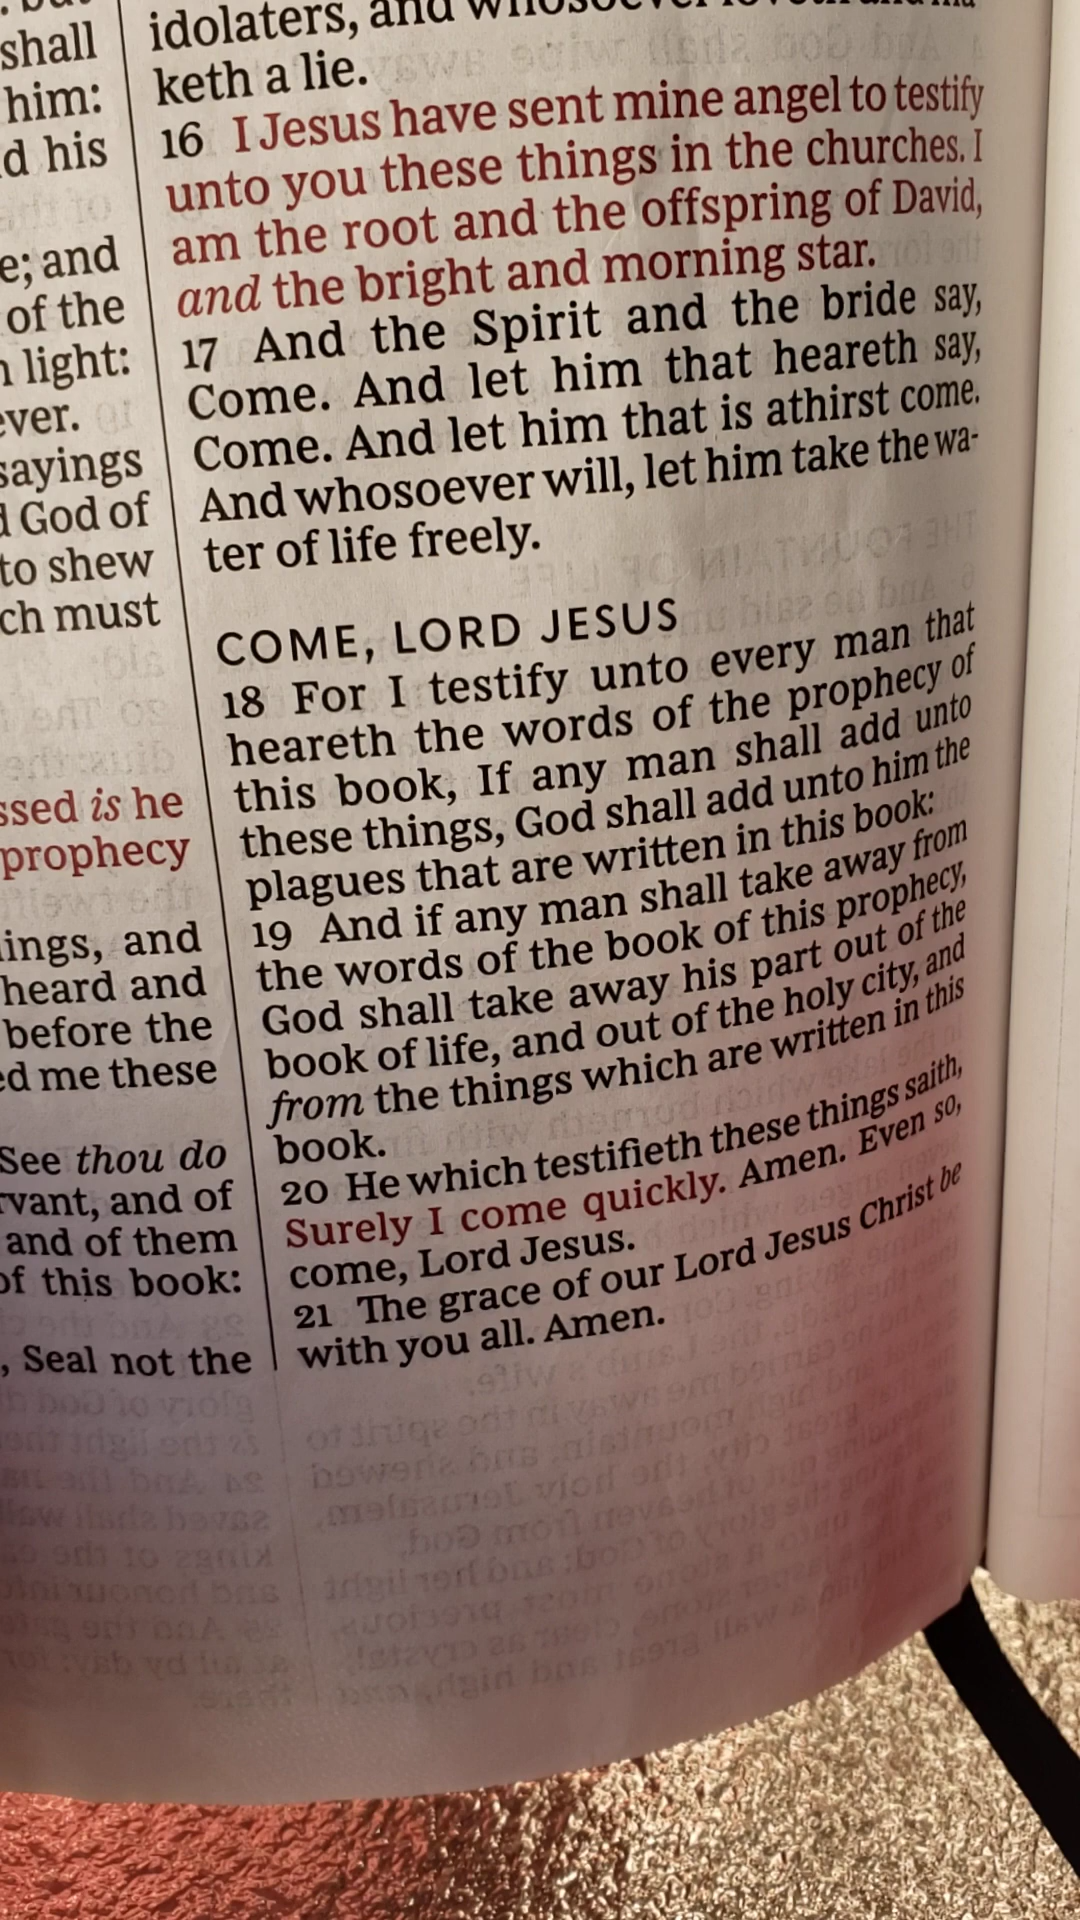 shall
him:
d his
e; and
of the
light:
ever.
sayings
God of
to shew
ch must
ssed is he
prophecy
ings, and
heard and
before the
ed me these
See thou do
rvant, and of
and of them
of this book:
, Seal not the
idolaters, and whosoever loveth and ma-
keth a lie.
16 I Jesus have sent mine angel to testify
unto you these things in the churches. I
am the root and the offspring of David,
and the bright and morning star.
17 And the Spirit and the bride say,
Come. And let him that heareth say,
Come. And let him that is athirst come.
And whosoever will, let him take the wa-
ter of life freely.
COME, LORD JESUS
18 For I testify unto every man that
heareth the words of the prophecy of
this book, If any man shall add unto
these things, God shall add unto him the
plagues that are written in this book:
19 And if any man shall take away from
the words of the book of this prophecy,
God shall take away his part out of the
book of life, and out of the holy city, and
from the things which are written in this
book.
20 He which testifieth these things saith,
Surely I come quickly. Amen. Even so,
come, Lord Jesus.
21 The grace of our Lord Jesus Christ be
with you all. Amen.